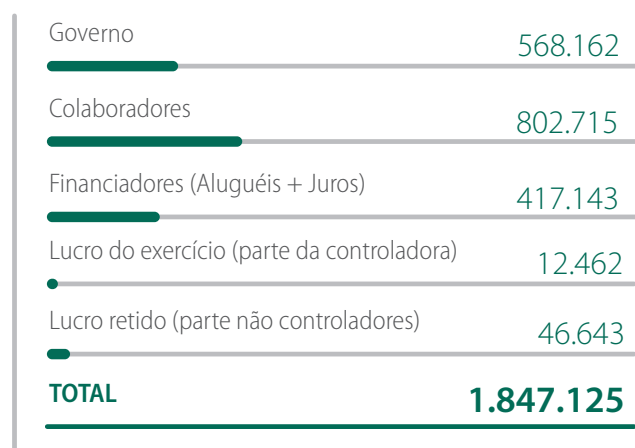 Governo 568.162
Colaboradores 802.715
Financiadores (Aluguéis + Juros) 417.143
Lucro do exercício (parte da controladora) 12.462
Lucro retido (parte não controladores) 46.643
TOTAL 1.847.125